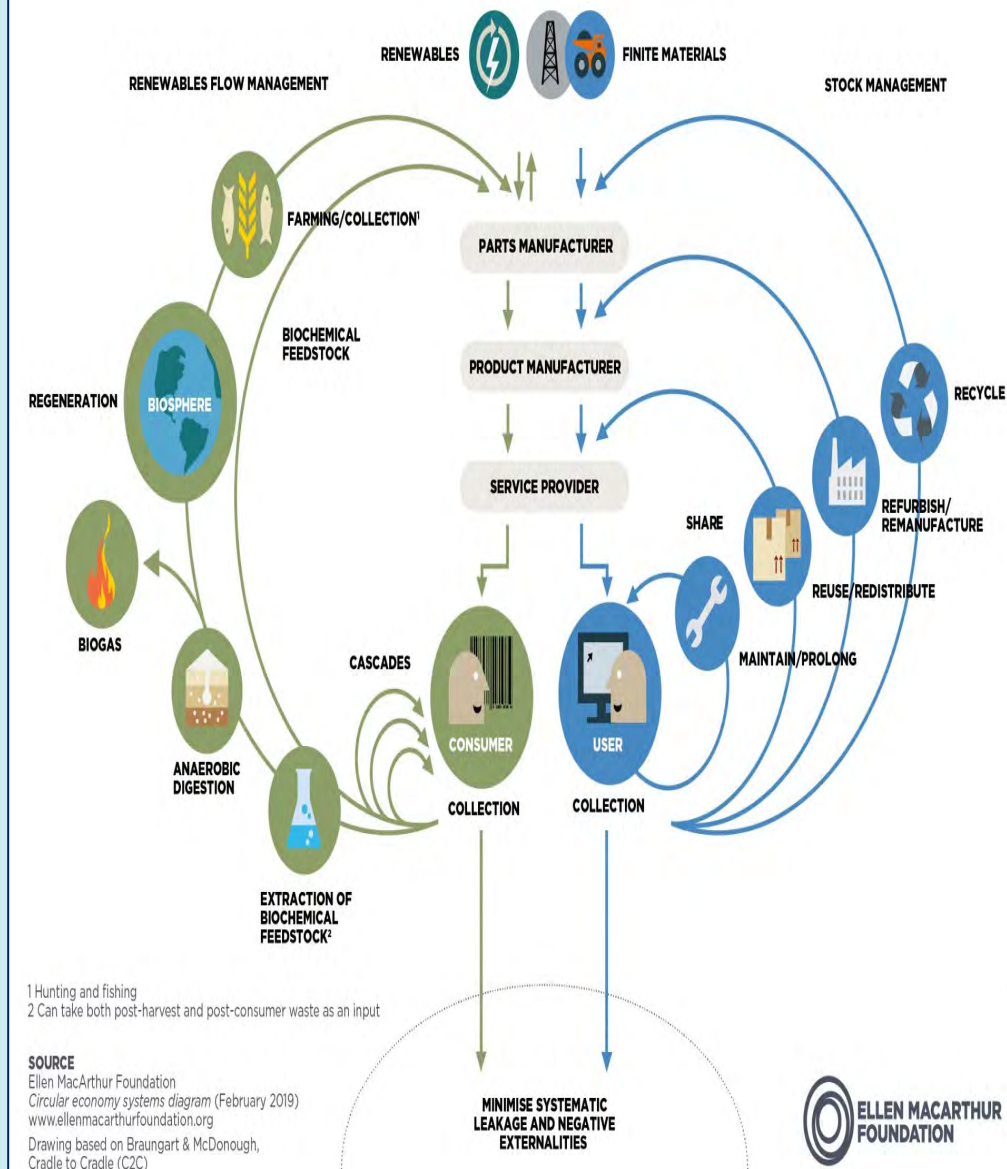 RENEWABLES
FINITE MATERIALS
RENEWABLES FLOW MANAGEMENT
STOCK MANAGEMENT
FARMING/COLLECTION¹
PARTS MANUFACTURER
BIOCHEMICAL
FEEDSTOCK
PRODUCT MANUFACTURER
REGENERATION
BIOSPHERE
RECYCLE
SERVICE PROVIDER
SHARE
REFURBISH/
REMANUFACTURE
REUSE/REDISTRIBUTE
BIOGAS
CASCADES
MAINTAIN/PROLONG
CONSUMER
USER
ANAEROBIC
DIGESTION
COLLECTION
COLLECTION
EXTRACTION OF
BIOCHEMICAL
FEEDSTOCK²
1 Hunting and fishing
2 Can take both post-harvest and post-consumer waste as an input
SOURCE
Ellen MacArthur Foundation
Circular economy systems diagram (February 2019)
www.ellenmacarthurfoundation.org
Drawing based on Braungart & McDonough,
Cradle to Cradle (C2C)
MINIMISE SYSTEMATIC
LEAKAGE AND NEGATIVE
EXTERNALITIES
ELLEN MACARTHUR
FOUNDATION